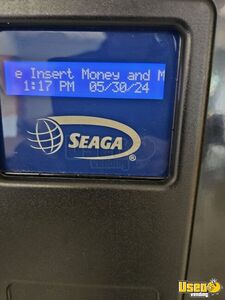 e Insert Money and M
1:17 PM 05/30/24
SEAGA®
Used
vending